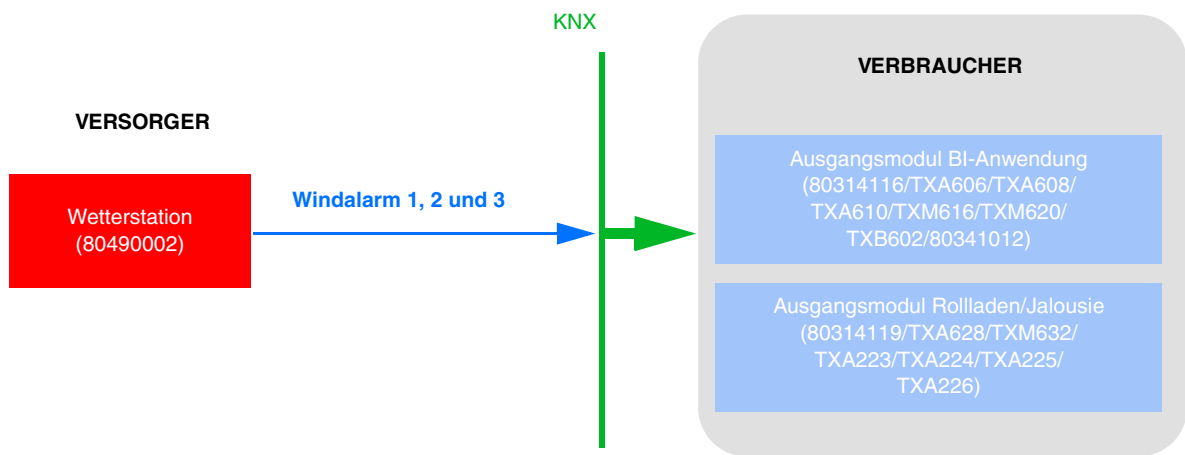 KNX
VERSORGER
Wetterstation
(80490002)
Windalarm 1, 2 und 3
VERBRAUCHER
Ausgangsmodul BI-Anwendung
(80314116/TXA606/TXA608/
TXA610/TXM616/TXM620/
TXB602/80341012)
Ausgangsmodul Rollladen/Jalousie
(80314119/TXA628/TXM632/
TXA223/TXA224/TXA225/
TXA226)